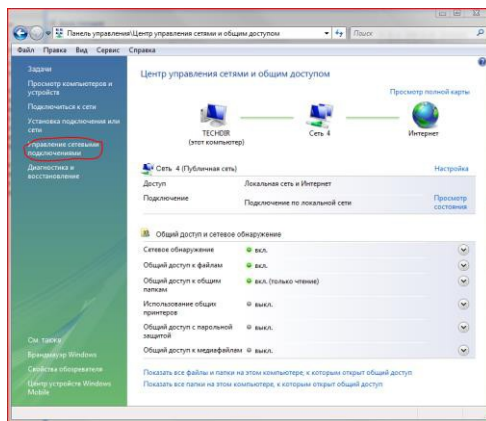 Панель управления\Центр управления сетями и общим доступом
Поиск
Файл Правка Вид Сервис Справка
Задачи
Просмотр компьютеров и
устройств
Подключиться к сети
Установка подключения или
сети
Управление сетевыми
подключениями
Диагностика и
восстановление
См. также
Брандмауэр Windows
Свойства обозревателя
Центр устройств Windows
Mobile
Центр управления сетями и общим доступом
Просмотр полной карты
TECHDIR
(этот компьютер)
Сеть 4
Интернет
Сеть 4 (Публичная сеть)
Настройка
Доступ
Локальная сеть и Интернет
Подключение
Подключение по локальной сети
Просмотр
состояния
Общий доступ и сетевое обнаружение
Сетевое обнаружение
вкл.
Общий доступ к файлам
вкл.
Общий доступ к общим
папкам
вкл. (только чтение)
Использование общих
принтеров
выкл.
Общий доступ с парольной
защитой
выкл.
Общий доступ к медиафайлам
выкл.
Показать все файлы и папки на этом компьютере, к которым открыт общий доступ
Показать все папки на этом компьютере, к которым открыт общий доступ